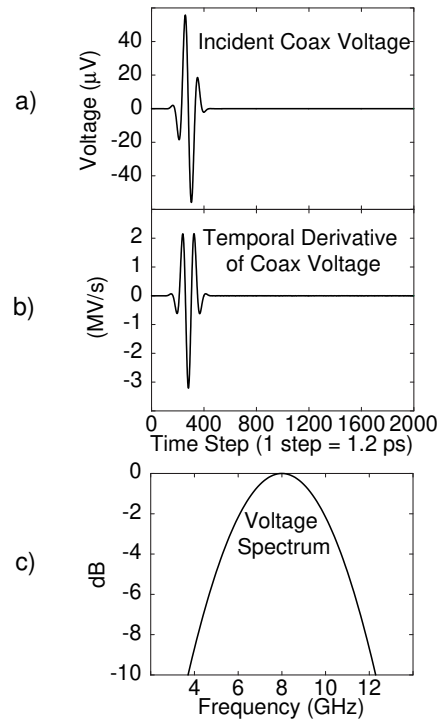 a)
Voltage (μV)
40
20
0
-20
-40
Incident Coax Voltage
b)
(MV/s)
2
1
0
-1
-2
-3
Temporal Derivative
of Coax Voltage
0 400 800 1200 1600 2000
Time Step (1 step = 1.2 ps)
c)
dB
0
-2
-4
-6
-8
-10
Voltage
Spectrum
4 6 8 10 12
Frequency (GHz)